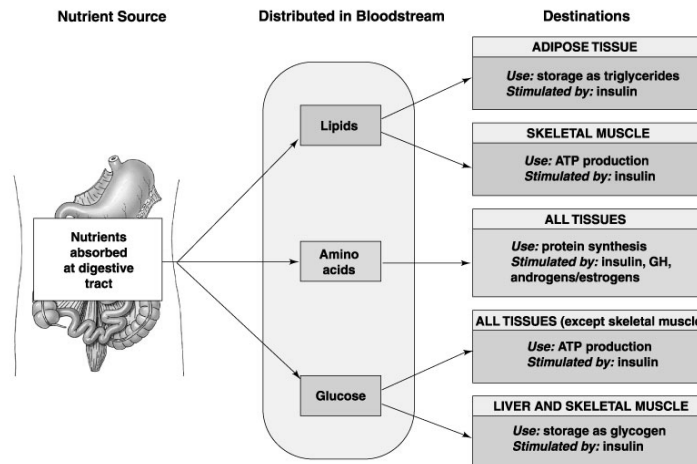 Nutrient Source
Distributed in Bloodstream
Destinations
Nutrients
absorbed
at digestive
tract
Lipids
Amino
acids
Glucose
ADIPOSE TISSUE
Use: storage as triglycerides
Stimulated by: insulin
SKELETAL MUSCLE
Use: ATP production
Stimulated by: insulin
ALL TISSUES
Use: protein synthesis
Stimulated by: insulin, GH,
androgens/estrogens
ALL TISSUES (except skeletal muscle
Use: ATP production
Stimulated by: insulin
LIVER AND SKELETAL MUSCLE
Use: storage as glycogen
Stimulated by: insulin